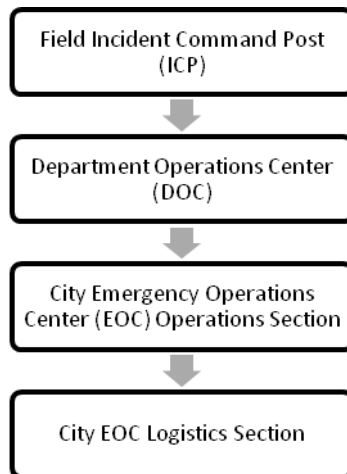 Field Incident Command Post
(ICP)
Department Operations Center
(DOC)
City Emergency Operations
Center (EOC) Operations Section
City EOC Logistics Section